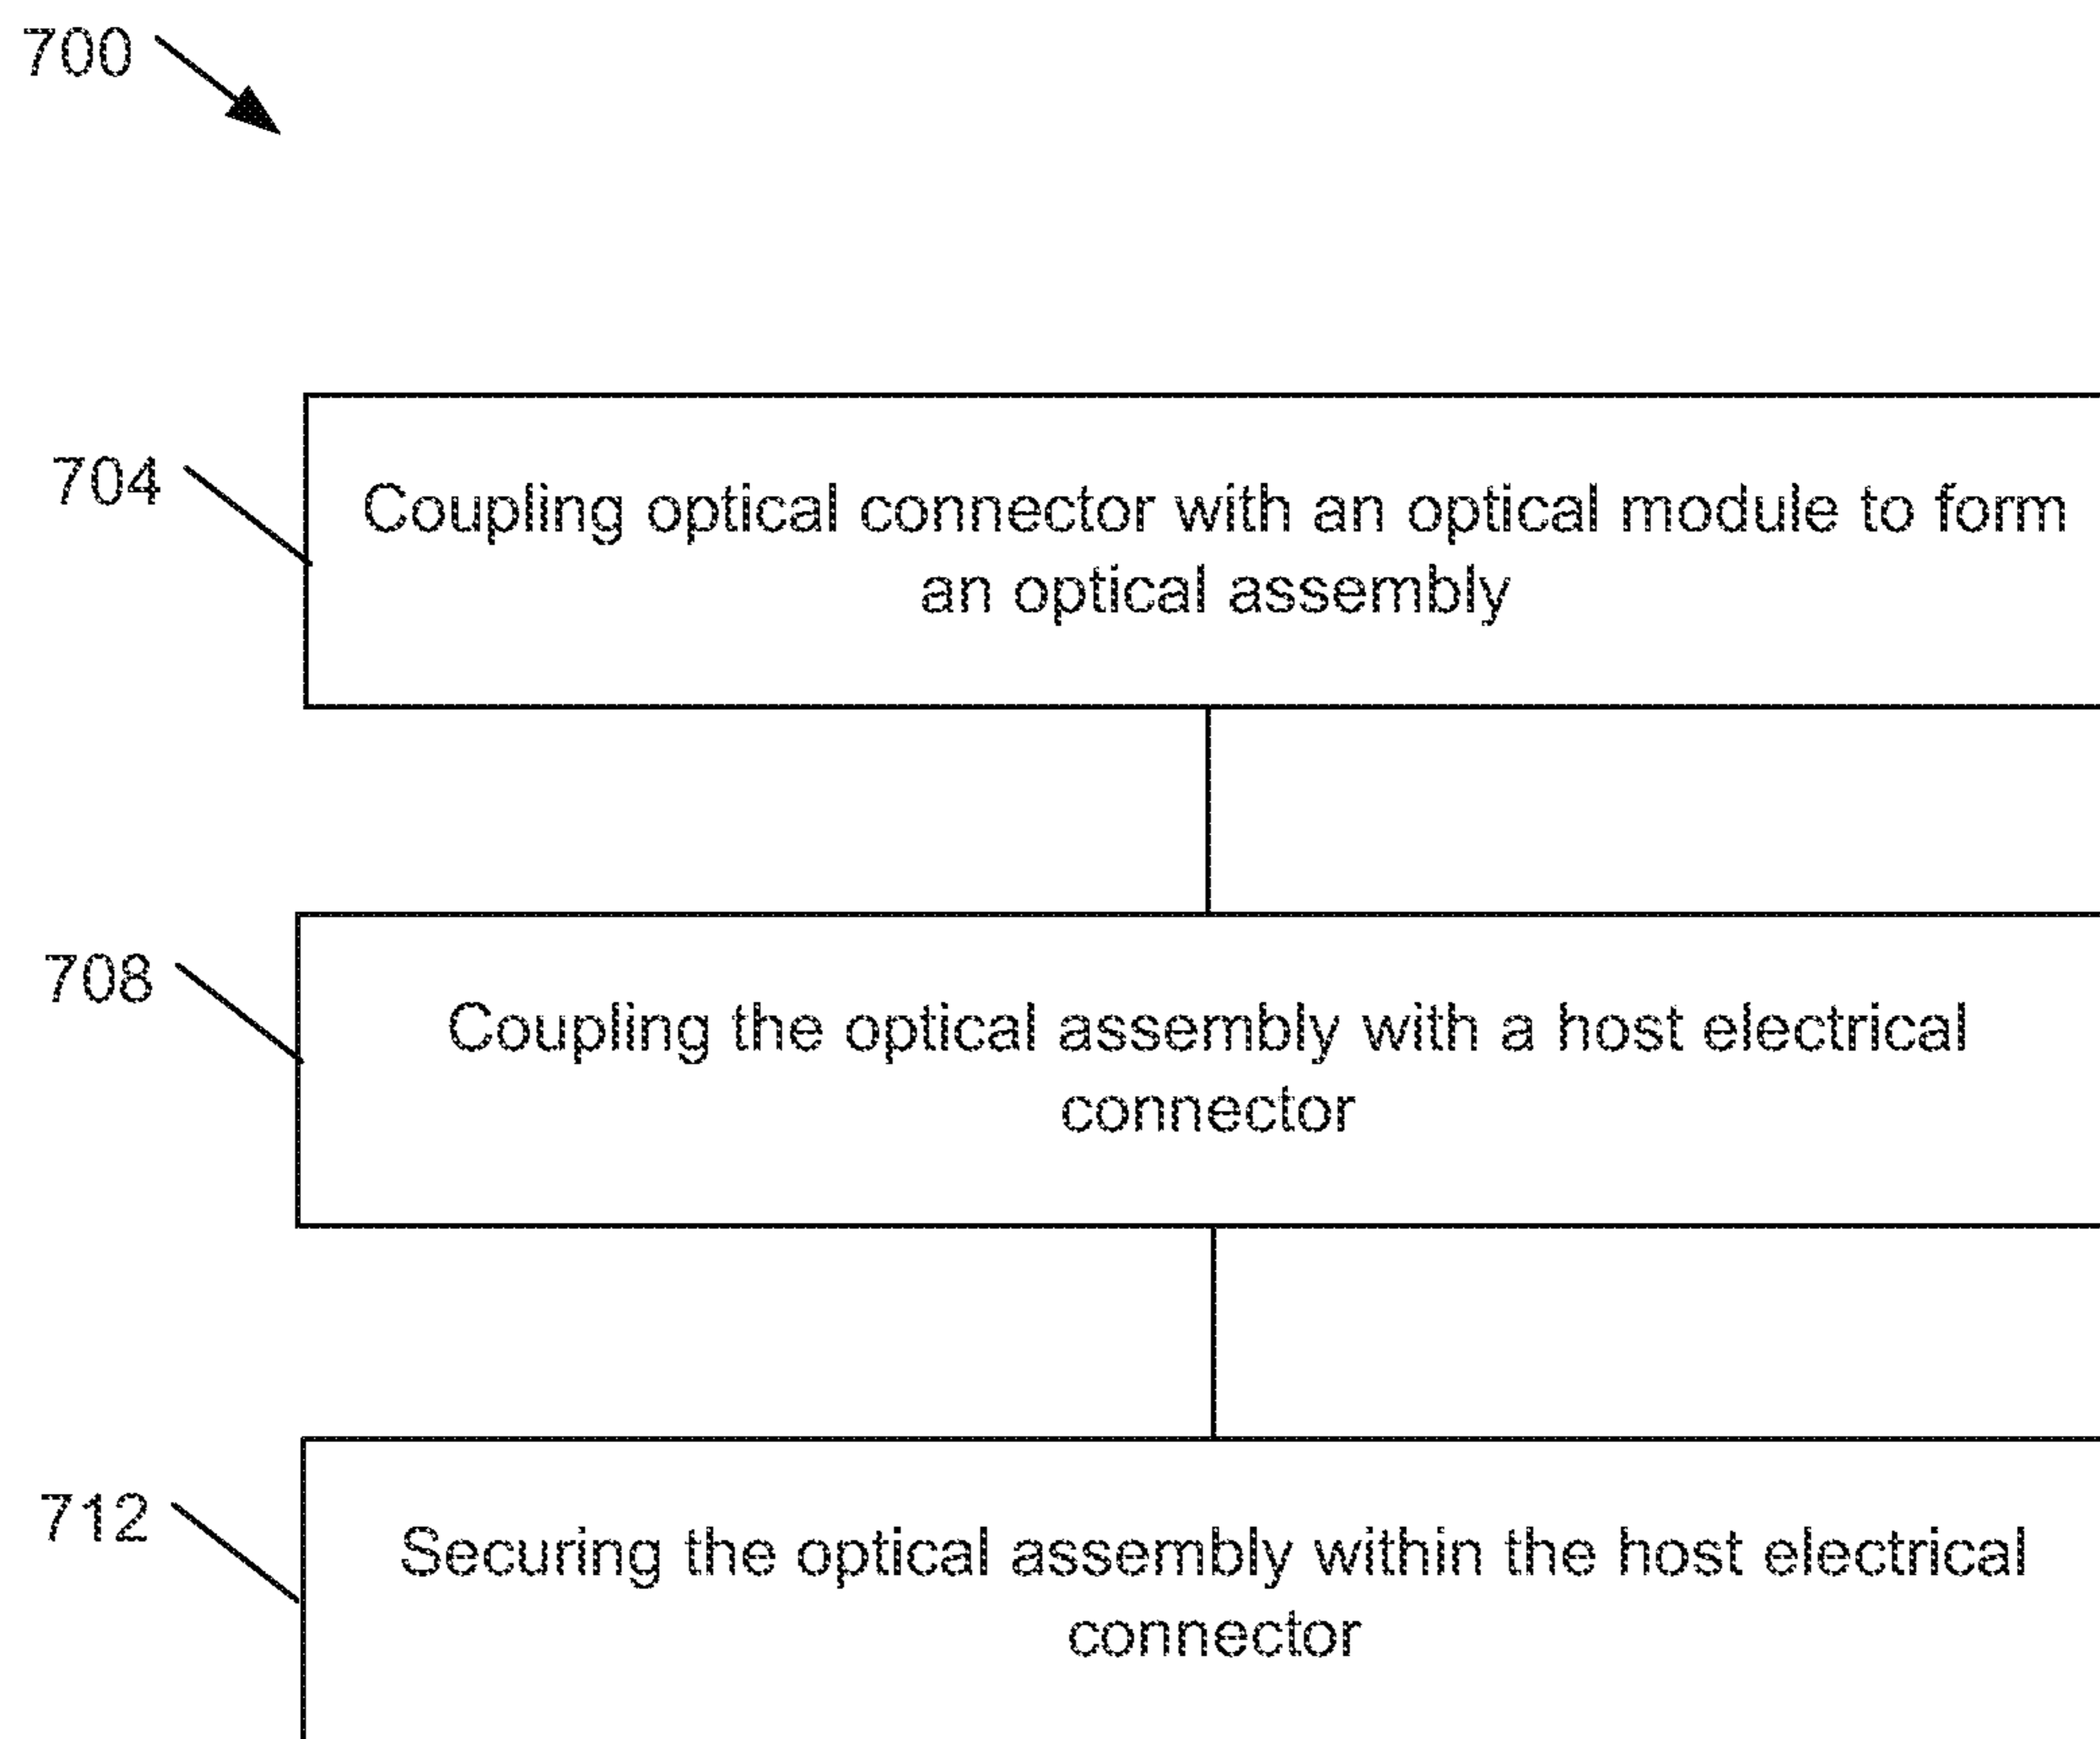 700
704
Coupling optical connector with an optical module to form
an optical assembly
708
Coupling the optical assembly with a host electrical
connector
712
Securing the optical assembly within the host electrical
connector